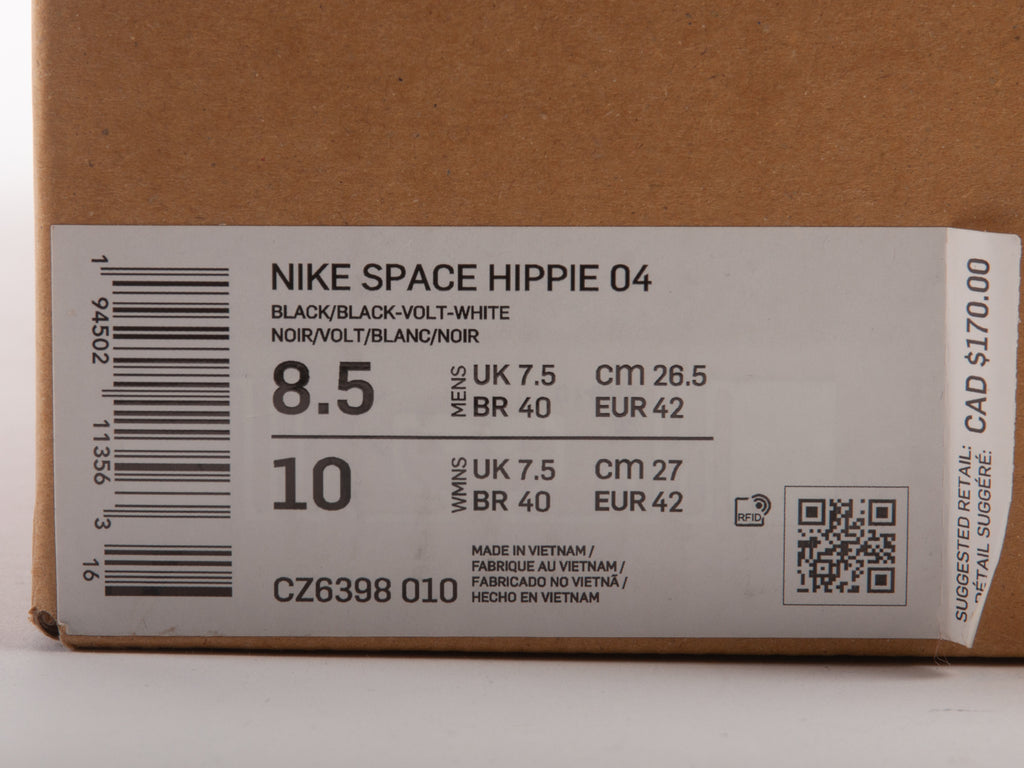 NIKE SPACE HIPPIE 04
BLACK/BLACK-VOLT-WHITE
NOIR/VOLT/BLANC/NOIR
8.5 MENS UK 7.5 cm 26.5
BR 40 EUR 42
10 WMNS UK 7.5 cm 27
BR 40 EUR 42
CZ6398 010
MADE IN VIETNAM /
FABRIQUE AU VIETNAM /
FABRICADO NO VIETNÃ /
HECHO EN VIETNAM
RFID
1 94502 11356 3 16
SUGGESTED RETAIL: CAD $170.00
DÉTAIL SUGGÉRÉ: